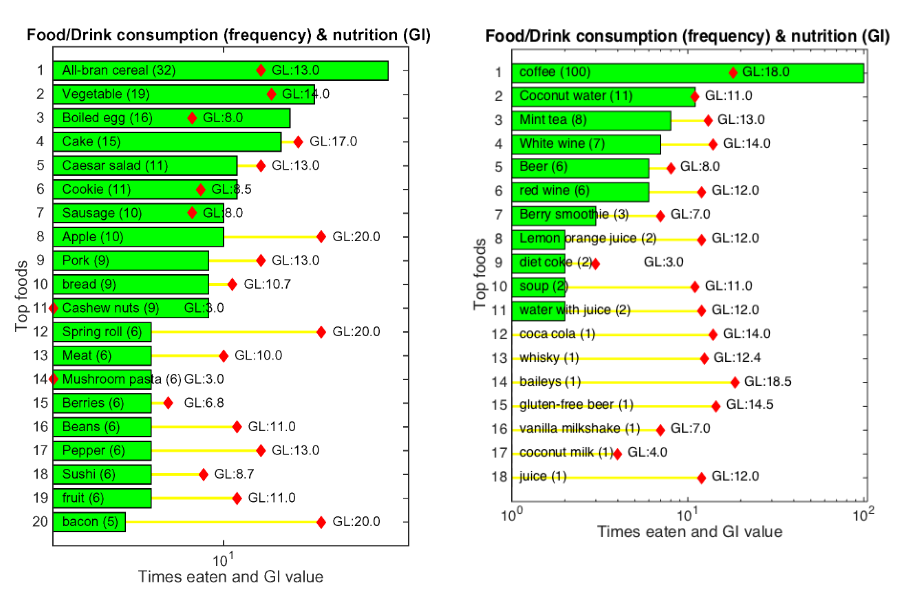 Food/Drink consumption (frequency) & nutrition (GI)
1 All-bran cereal (32) GL:13.0
2 Vegetable (19) GL:14.0
3 Boiled egg (16) GL:8.0
4 Cake (15) GL:17.0
5 Caesar salad (11) GL:13.0
6 Cookie (11) GL:8.5
7 Sausage (10) GL:8.0
8 Apple (10) GL:20.0
9 Pork (9) GL:13.0
10 bread (9) GL:10.7
11 Cashew nuts (9) GL:3.0
12 Spring roll (6) GL:20.0
13 Meat (6) GL:10.0
14 Mushroom pasta (6) GL:3.0
15 Berries (6) GL:6.8
16 Beans (6) GL:11.0
17 Pepper (6) GL:13.0
18 Sushi (6) GL:8.7
19 fruit (6) GL:11.0
20 bacon (5) GL:20.0
Top foods
10^1
Times eaten and GI value
Food/Drink consumption (frequency) & nutrition (GI)
1 coffee (100) GL:18.0
2 Coconut water (11) GL:11.0
3 Mint tea (8) GL:13.0
4 White wine (7) GL:14.0
5 Beer (6) GL:8.0
6 red wine (6) GL:12.0
7 Berry smoothie (3) GL:7.0
8 Lemon orange juice (2) GL:12.0
9 diet coke (2) GL:3.0
10 soup (2) GL:11.0
11 water with juice (2) GL:12.0
12 coca cola (1) GL:14.0
13 whisky (1) GL:12.4
14 baileys (1) GL:18.5
15 gluten-free beer (1) GL:14.5
16 vanilla milkshake (1) GL:7.0
17 coconut milk (1) GL:4.0
18 juice (1) GL:12.0
Top foods
10^0 10^1 10^2
Times eaten and GI value